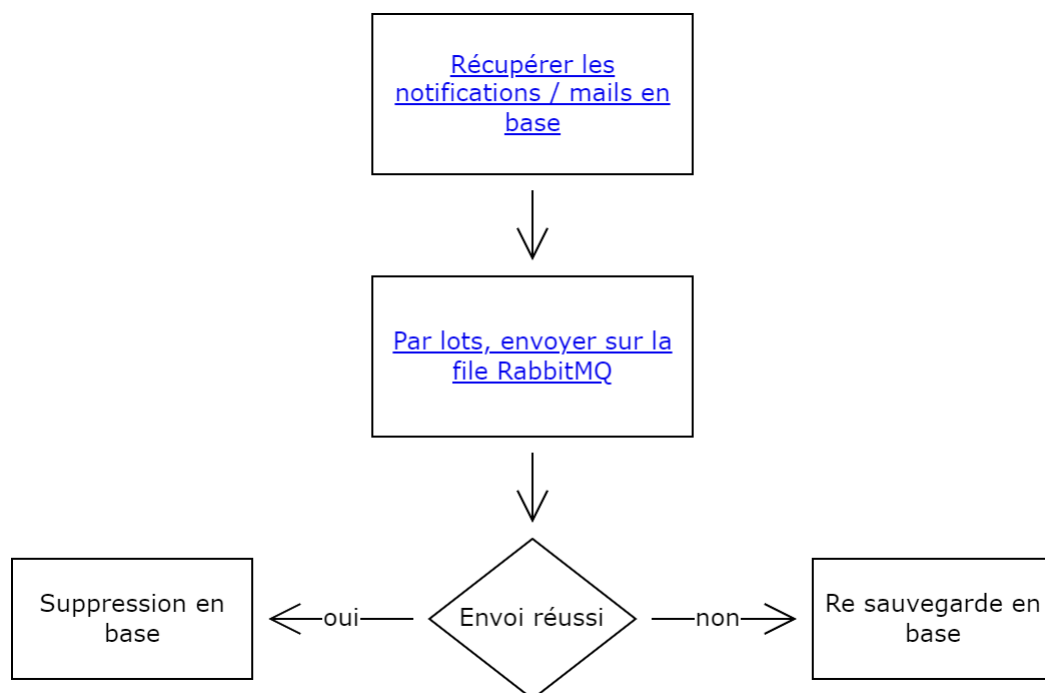 Récupérer les
notifications / mails en
base
Par lots, envoyer sur la
file RabbitMQ
Suppression en
base
oui
Envoi réussi
non
Re sauvegarde en
base